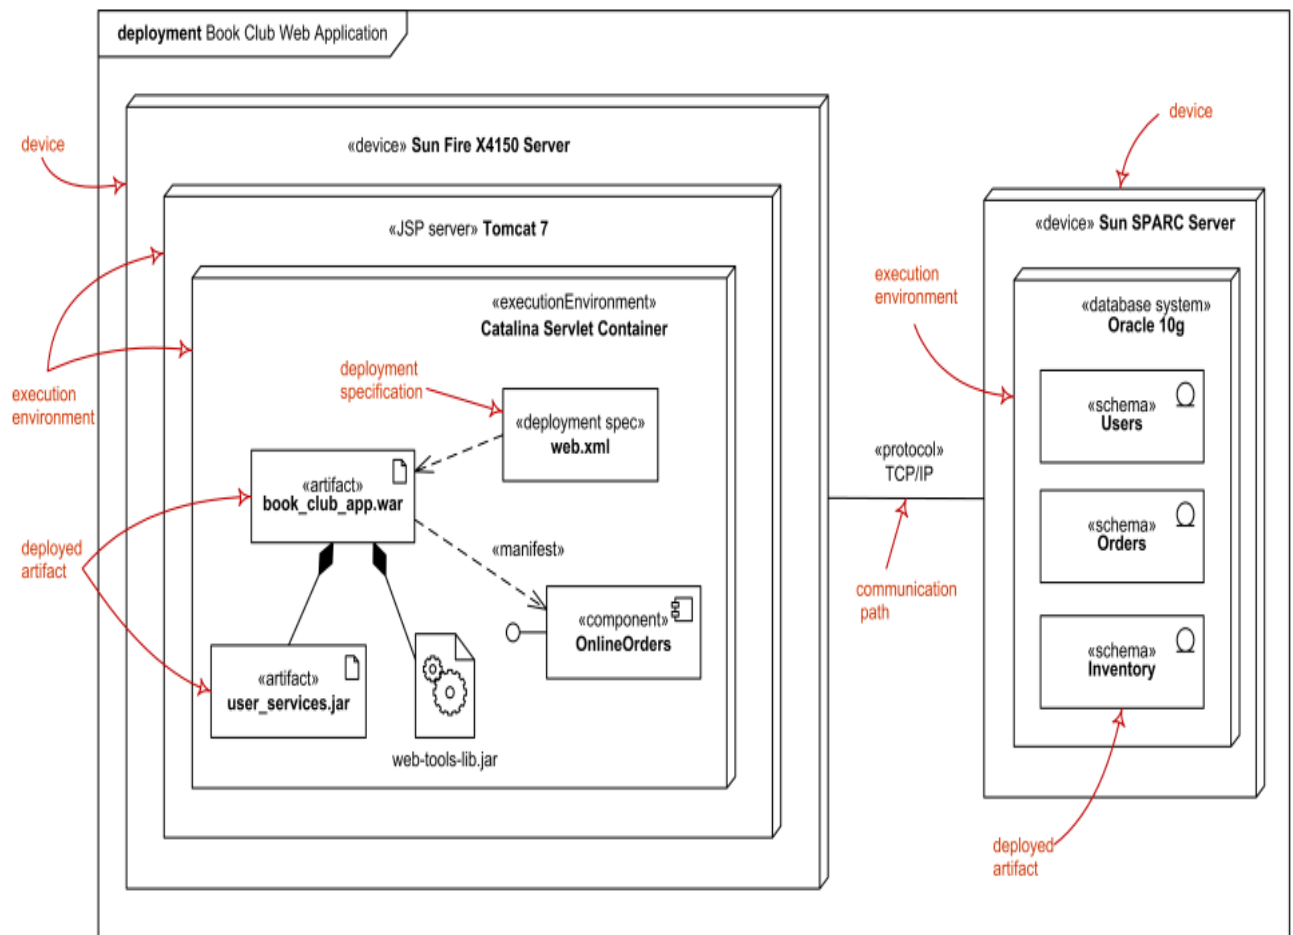 deployment Book Club Web Application
device
«device» Sun Fire X4150 Server
«JSP server» Tomcat 7
«executionEnvironment»
Catalina Servlet Container
execution
environment
deployment
specification
«deployment spec»
web.xml
«artifact»
book_club_app.war
«manifest»
deployed
artifact
«component»
OnlineOrders
«artifact»
user_services.jar
web-tools-lib.jar
«protocol»
TCP/IP
communication
path
device
«device» Sun SPARC Server
execution
environment
«database system»
Oracle 10g
«schema»
Users
«schema»
Orders
«schema»
Inventory
deployed
artifact